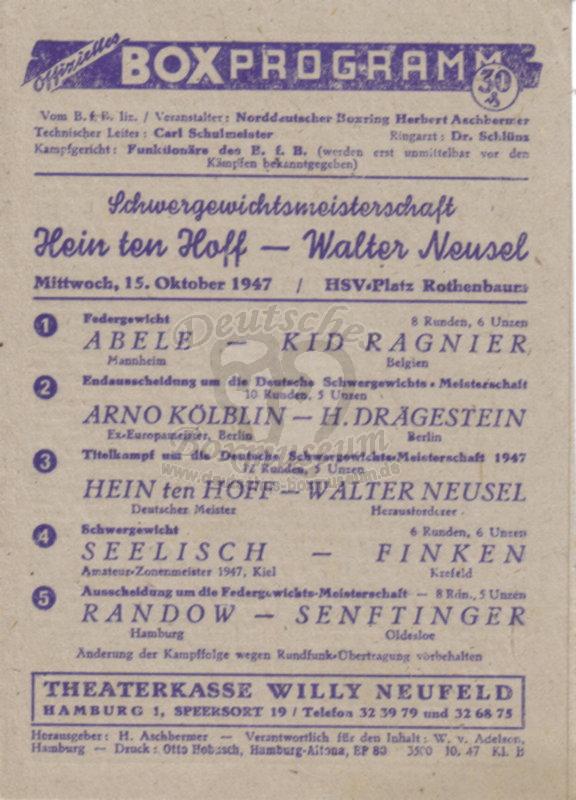 Offizielles
BOXPROGRAMM
30
Vom B. f. B. liz. / Veranstalter: Norddeutscher Boxring Herbert Aschbermer
Technischer Leiter: Carl Schulmeister Ringarzt: Dr. Schlünz
Kampfgericht: Funktionäre des B. f. B. (werden erst unmittelbar vor den
Kämpfen bekanntgegeben)
Schwergewichtsmeisterschaft
Hein ten Hoff — Walter Neusel
Mittwoch, 15. Oktober 1947 / HSV-Platz Rothenbaum
1 Federgewicht 8 Runden, 6 Unzen
ABELE — KID RAGNIER
Mannheim Belgien
2 Endausscheidung um die Deutsche Schwergewichts-Meisterschaft
10 Runden, 5 Unzen
ARNO KÖLBLIN — H. DRÄGESTEIN
Ex-Europameister, Berlin Berlin
3 Titelkampf um die Deutsche Schwergewichts-Meisterschaft 1947
12 Runden, 5 Unzen
HEIN ten HOFF — WALTER NEUSEL
Deutscher Meister Herausforderer
4 Schwergewicht 6 Runden, 6 Unzen
SEELISCH — FINKEN
Amateur-Zonenmeister 1947, Kiel Krefeld
5 Ausscheidung um die Federgewichts-Meisterschaft — 8 Rdn., 5 Unzen
RANDOW — SENFTINGER
Hamburg Oldesloe
Änderung der Kampffolge wegen Rundfunk-Übertragung vorbehalten
THEATERKASSE WILLY NEUFELD
HAMBURG 1, SPEERSORT 19 / Telefon 32 39 79 und 32 68 75
Herausgeber: H. Aschbermer — Verantwortlich für den Inhalt: W. v. Adelson,
Hamburg — Druck: Otto Hobusch, Hamburg-Altona, EP 80 3500 10. 47 Kl. B
Deutsches
Boxmuseum
www.deutsches-boxmuseum.de